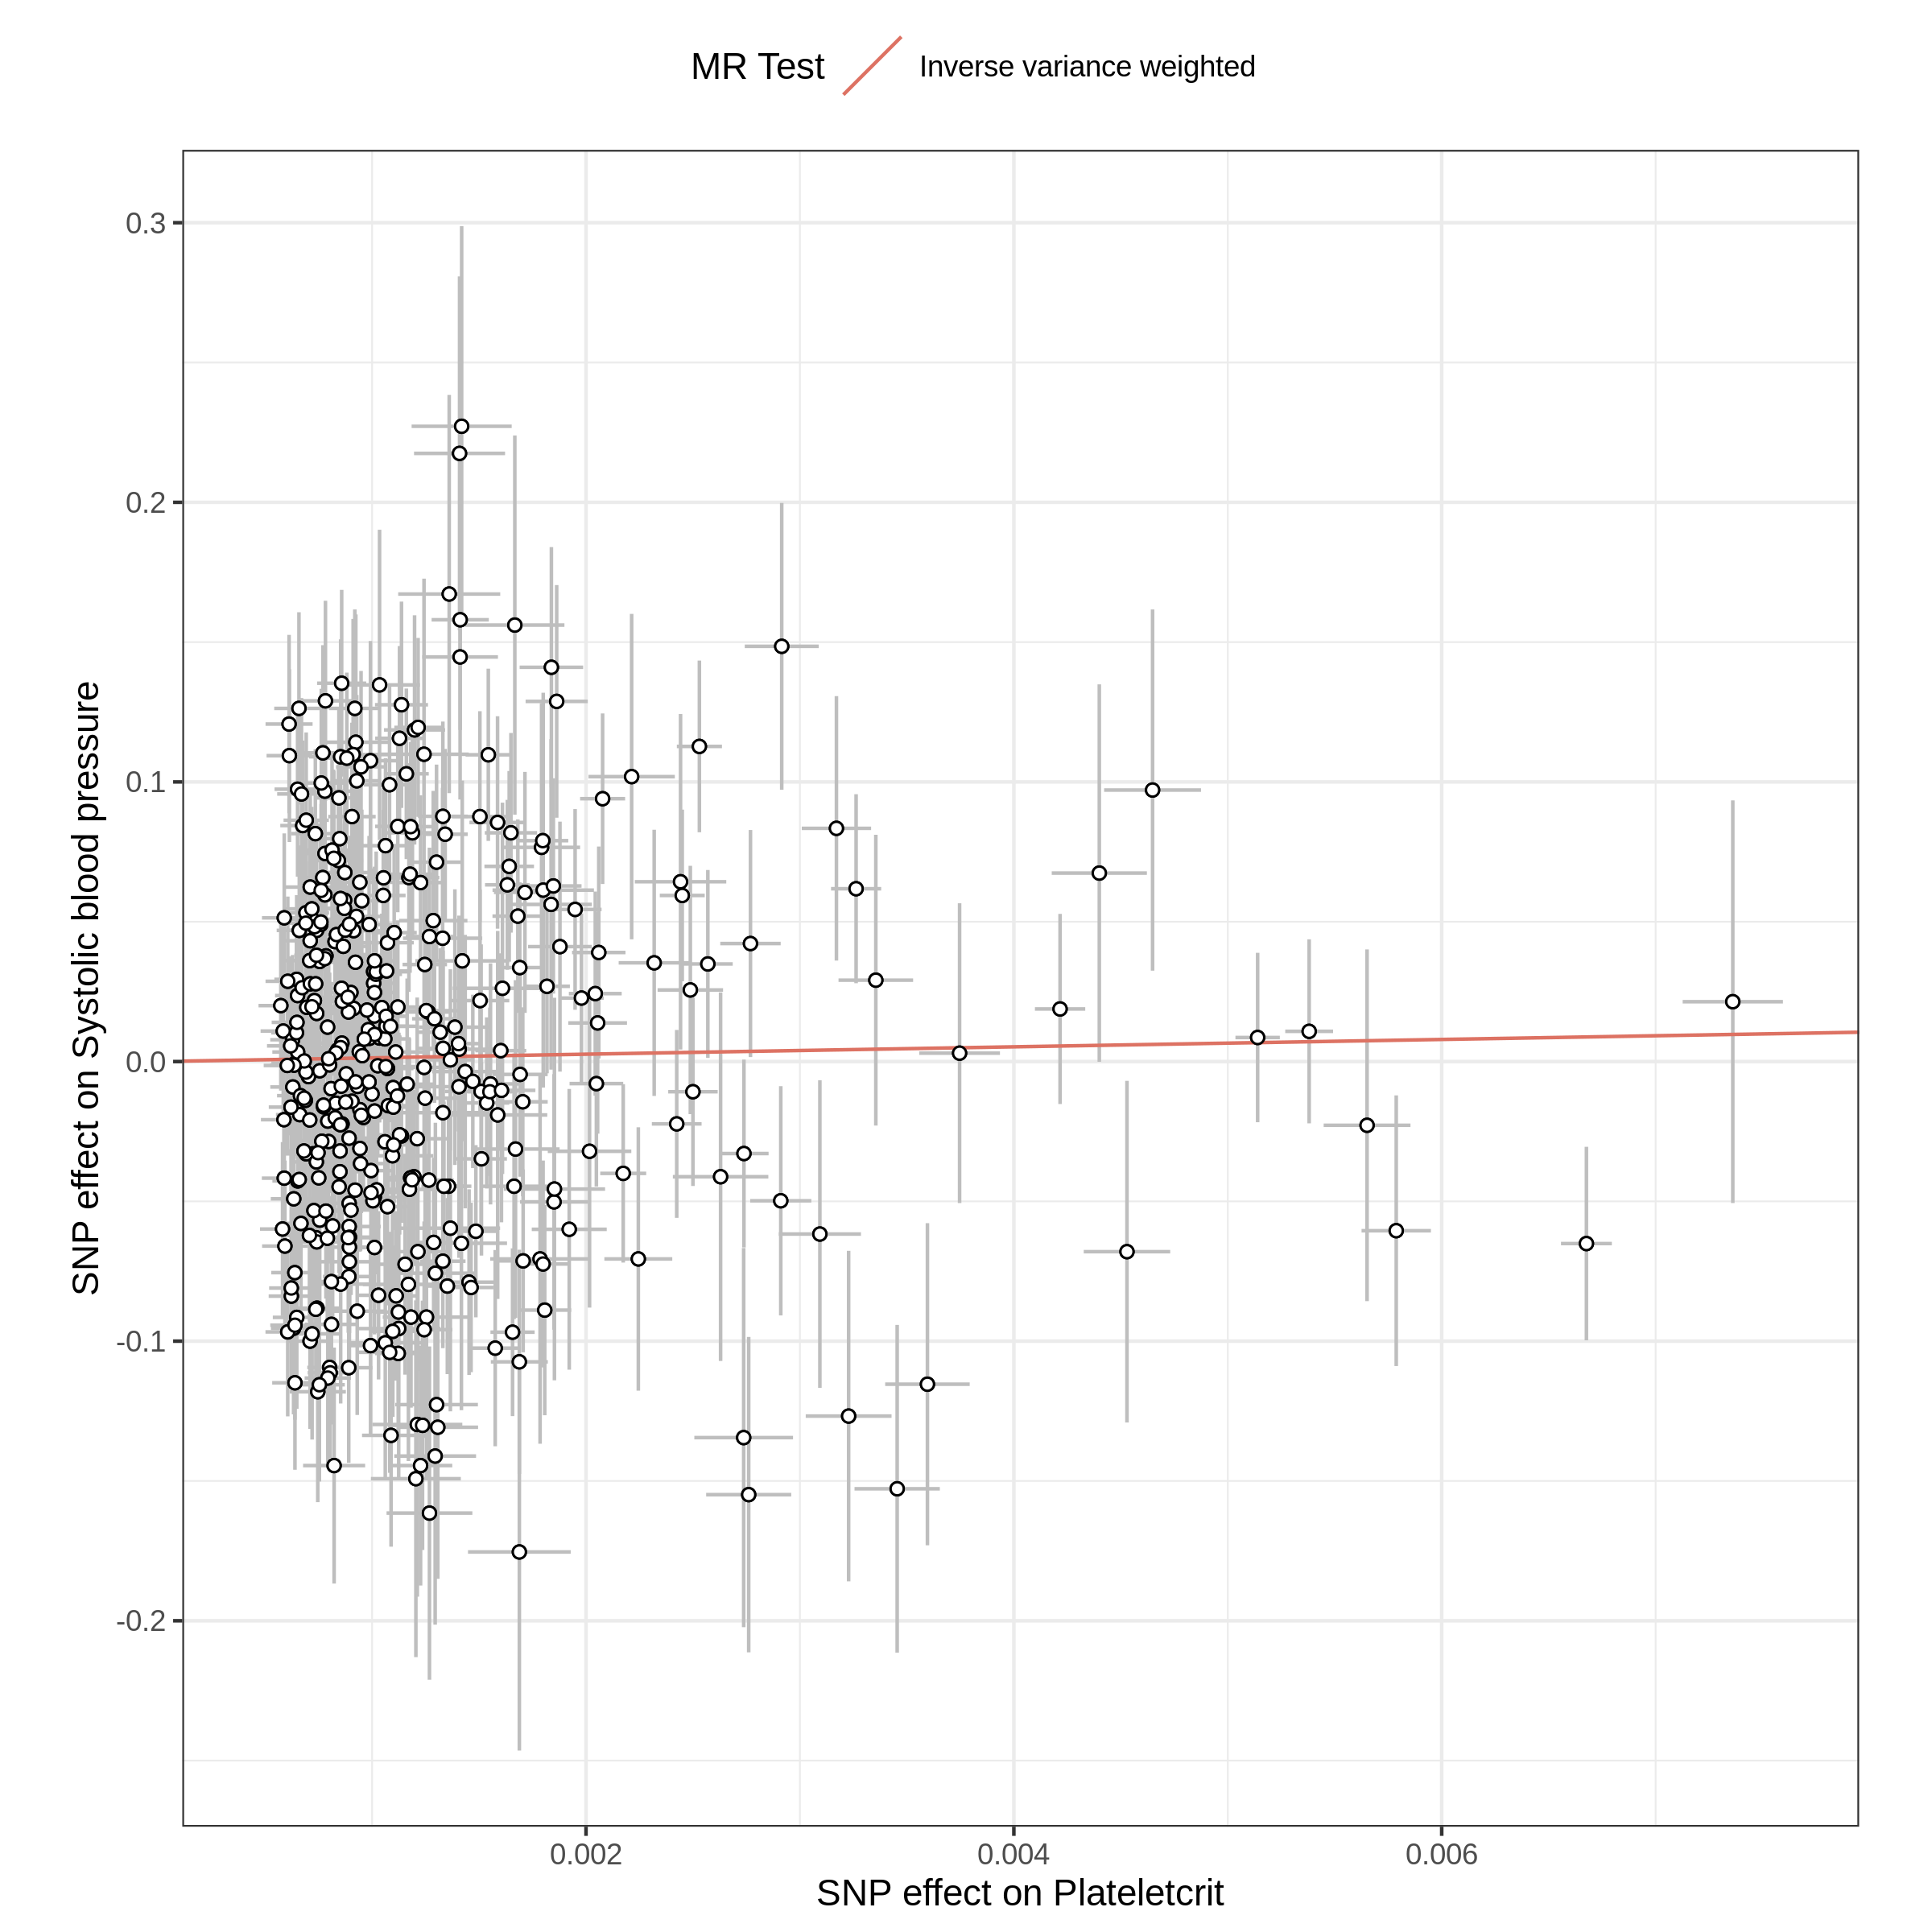 MR Test
Inverse variance weighted
0.3
0.2
0.1
0.0
-0.1
-0.2
SNP effect on Systolic blood pressure
0.002
0.004
0.006
SNP effect on Plateletcrit